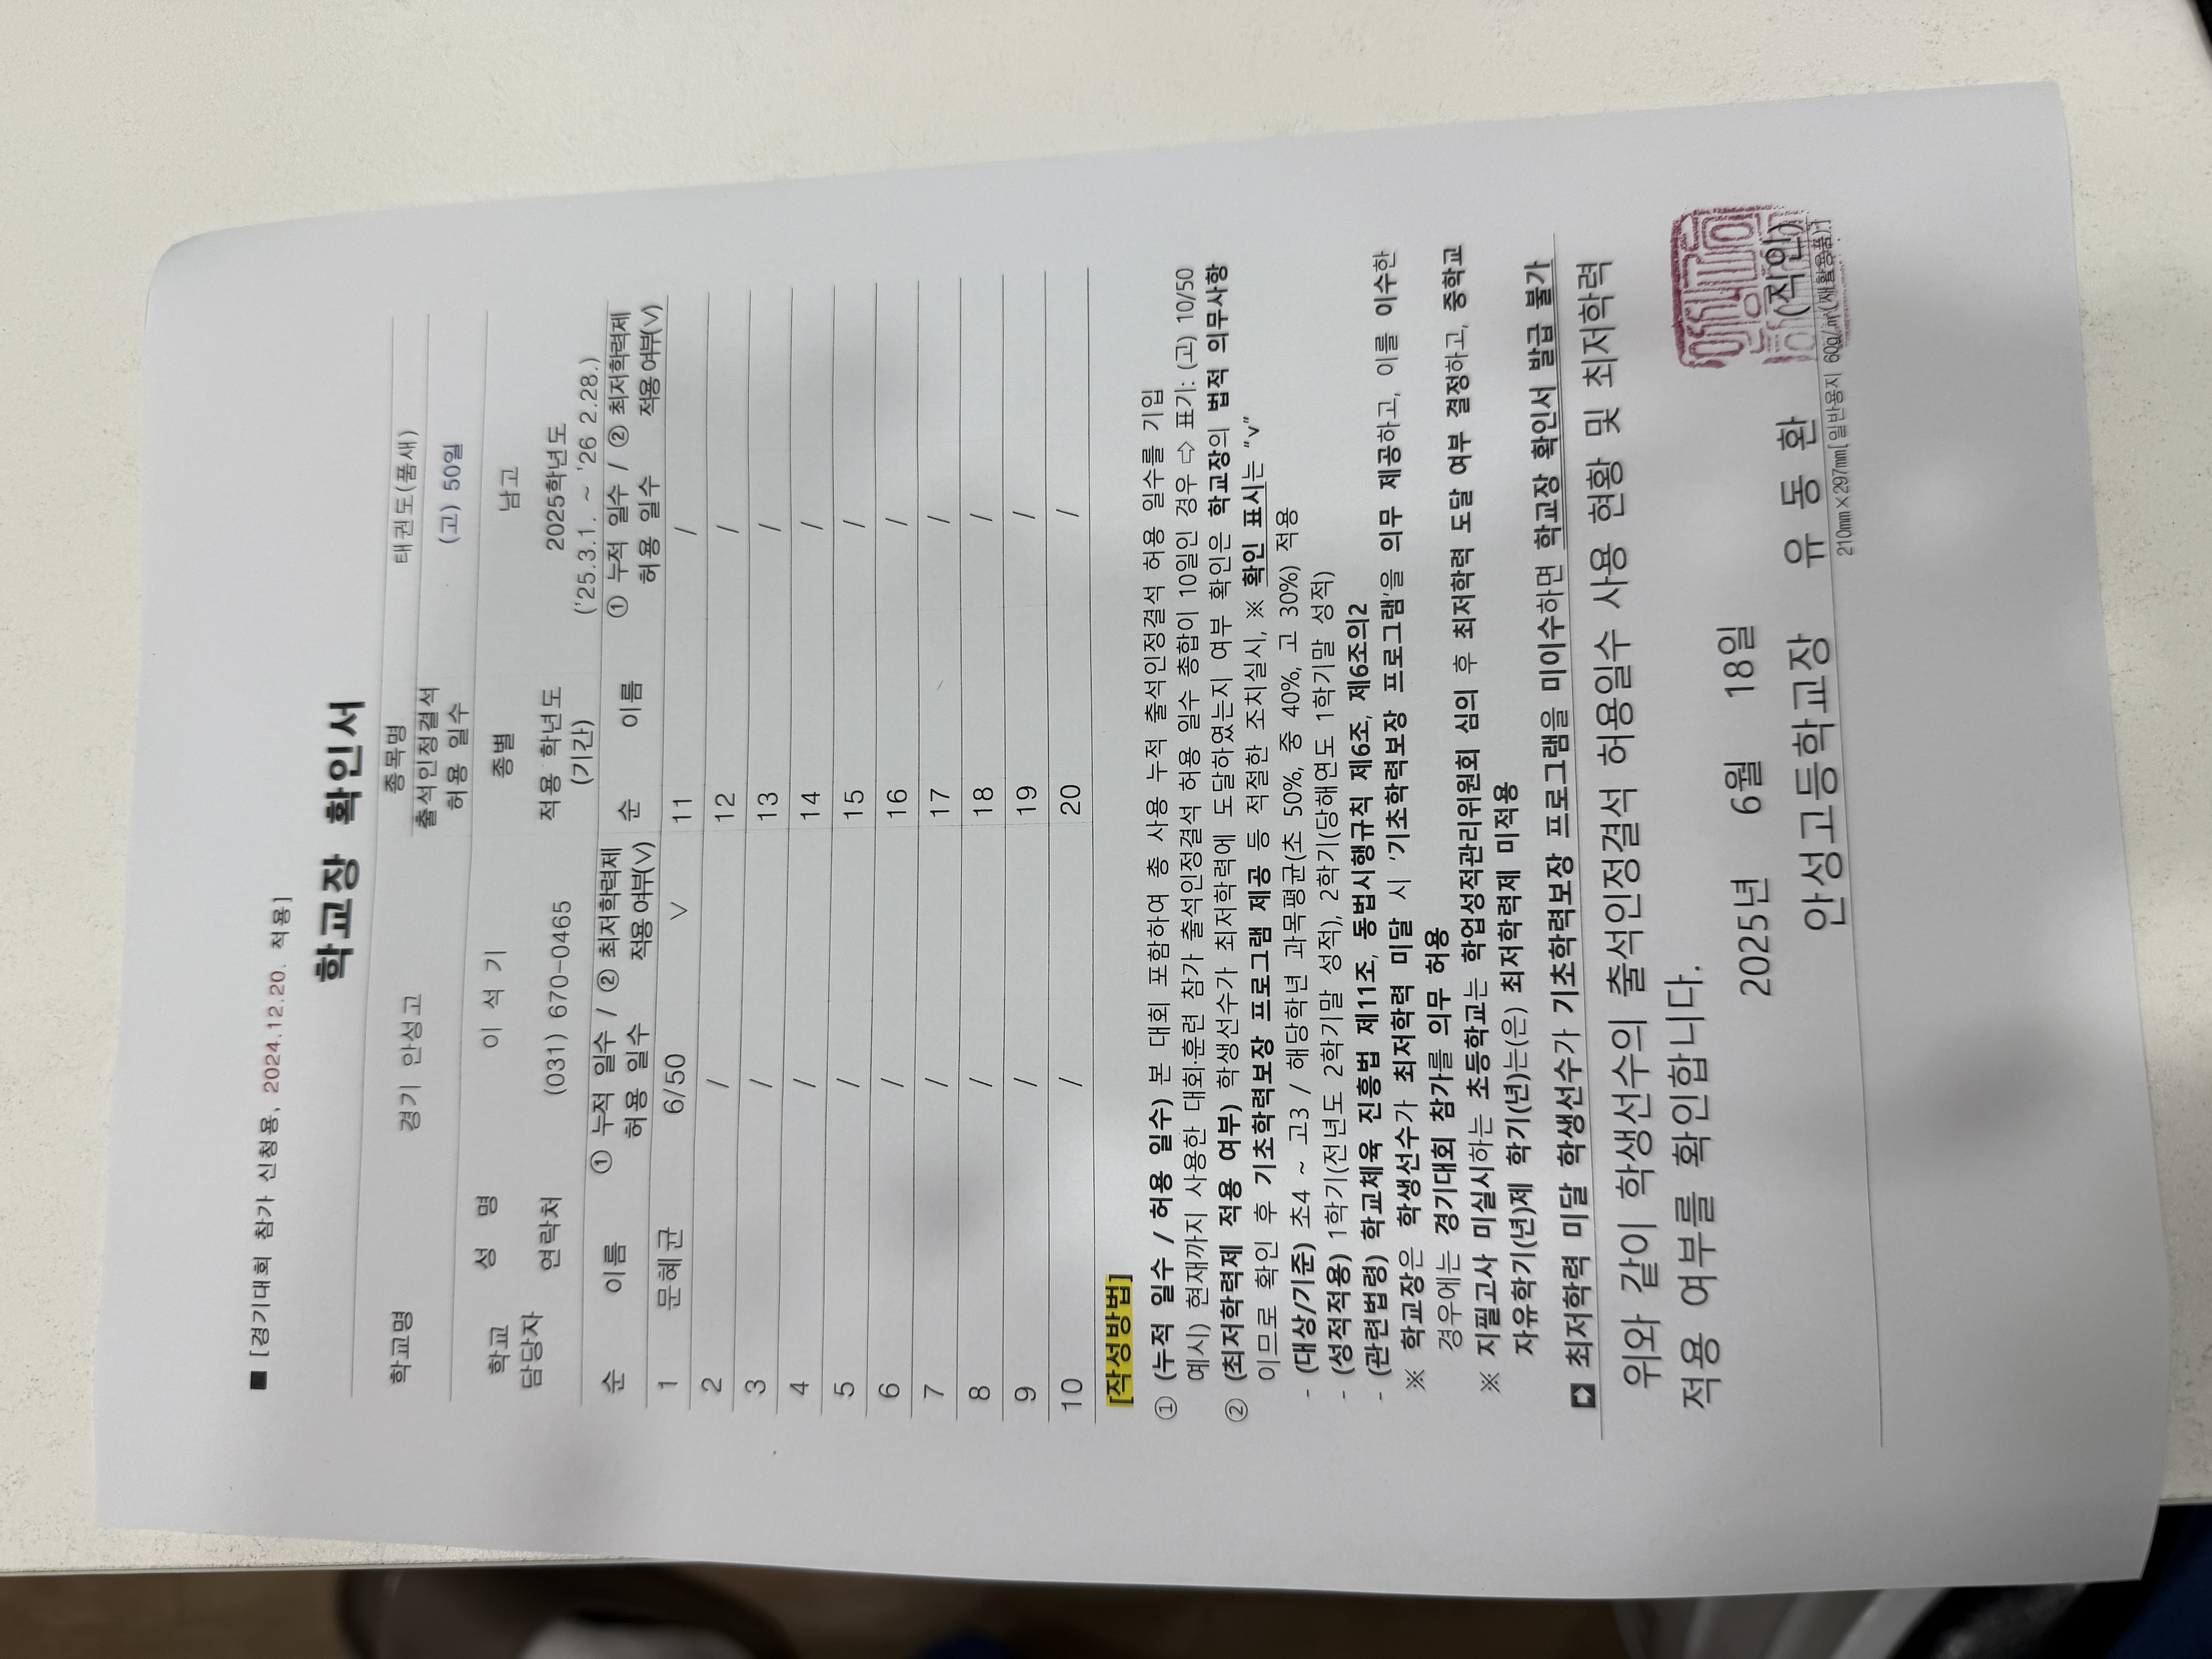 ■ [경기대회 참가 신청용, 2024.12.20. 적용]
학교장 확인서
학교명 경기 안성고 종목명 태권도(품새)
출석인정결석 허용 일수 (고) 50일
학교 담당자 성 명 이 석 기 종별 남고
연락처 (031) 670-0465 적용 학년도 (기간) 2025학년도 ('25.3.1. ~ '26 2.28.)
순 이름 ① 누적 일수 / 허용 일수 ② 최저학력제 적용 여부(V) 순 이름 ① 누적 일수 / 허용 일수 ② 최저학력제 적용 여부(V)
1 문혜균 6/50 V 11 /
2 / 12 /
3 / 13 /
4 / 14 /
5 / 15 /
6 / 16 /
7 / 17 /
8 / 18 /
9 / 19 /
10 / 20 /
[작성방법]
① (누적 일수 / 허용 일수) 본 대회 포함하여 총 사용 누적 출석인정결석 허용 일수를 기입
예시) 현재까지 사용한 대회·훈련 참가 출석인정결석 허용 일수 총합이 10일인 경우 ⇨ 표기: (고) 10/50
② (최저학력제 적용 여부) 학생선수가 최저학력에 도달하였는지 여부 확인은 학교장의 법적 의무사항
이므로 확인 후 기초학력보장 프로그램 제공 등 적절한 조치실시, ※ 확인 표시는 “v”
- (대상/기준) 초4 ~ 고3 / 해당학년 과목평균(초 50%, 중 40%, 고 30%) 적용
- (성적적용) 1학기(전년도 2학기말 성적), 2학기(당해연도 1학기말 성적)
- (관련법령) 학교체육 진흥법 제11조, 동법시행규칙 제6조, 제6조의2
※ 학교장은 학생선수가 최저학력 미달 시 '기초학력보장 프로그램'을 의무 제공하고, 이를 이수한
경우에는 경기대회 참가를 의무 허용
※ 지필고사 미실시하는 초등학교는 학업성적관리위원회 심의 후 최저학력 도달 여부 결정하고, 중학교
자유학기(년)제 학기(년)는(은) 최저학력제 미적용
➡ 최저학력 미달 학생선수가 기초학력보장 프로그램을 미이수하면 학교장 확인서 발급 불가
위와 같이 학생선수의 출석인정결석 허용일수 사용 현황 및 최저학력
적용 여부를 확인합니다.
2025년 6월 18일
안성고등학교장 유 동 환 (직인)
210㎜×297㎜[일반용지 60g/㎡(재활용품)]